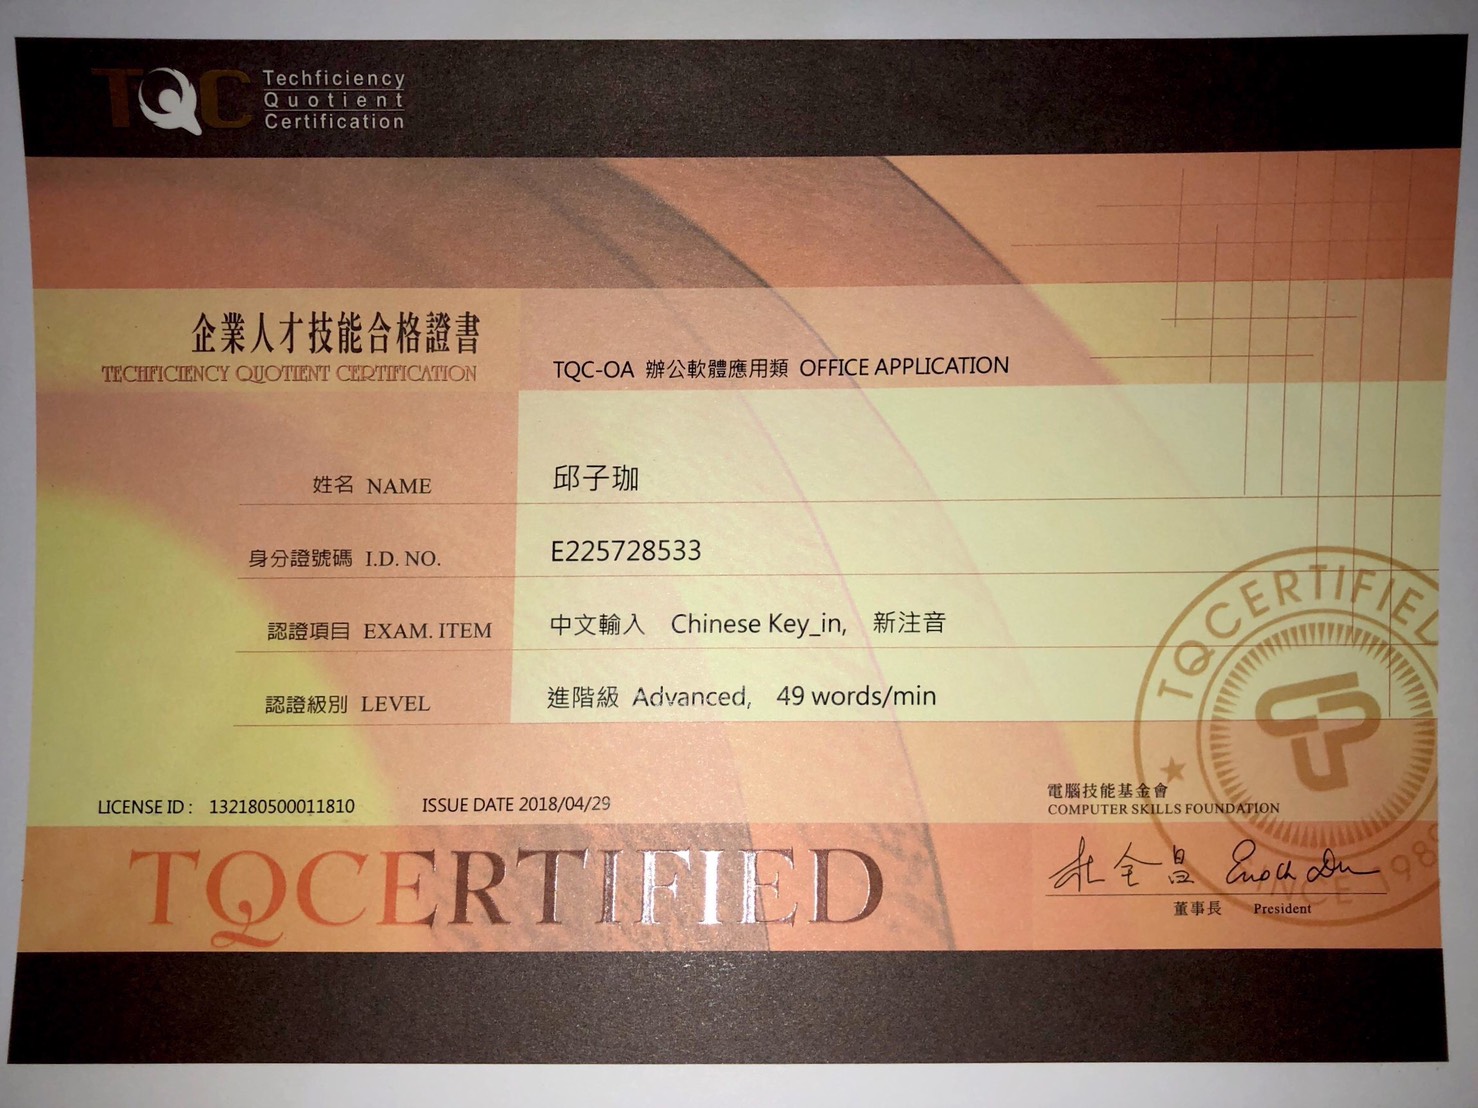 TQC
Techficiency
Quotient
Certification
企業人才技能合格證書
TECHFICIENCY QUOTIENT CERTIFICATION
TQC-OA 辦公軟體應用類 OFFICE APPLICATION
姓名 NAME 邱子珈
身分證號碼 I.D. NO. E225728533
認證項目 EXAM. ITEM 中文輸入 Chinese Key_in, 新注音
認證級別 LEVEL 進階級 Advanced, 49 words/min
TQCERTIFIED
LICENSE ID : 132180500011810 ISSUE DATE 2018/04/29
電腦技能基金會
COMPUTER SKILLS FOUNDATION
TQCERTIFIED
杜全昌 Enoch Du
董事長 President